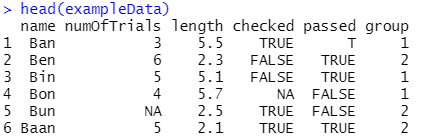 > head(exampleData)
name numOfTrials length checked passed group
1 Ban 3 5.5 TRUE T 1
2 Ben 6 2.3 FALSE TRUE 2
3 Bin 5 5.1 FALSE TRUE 1
4 Bon 4 5.7 NA FALSE 1
5 Bun NA 2.5 TRUE FALSE 2
6 Baan 5 2.1 TRUE TRUE 2